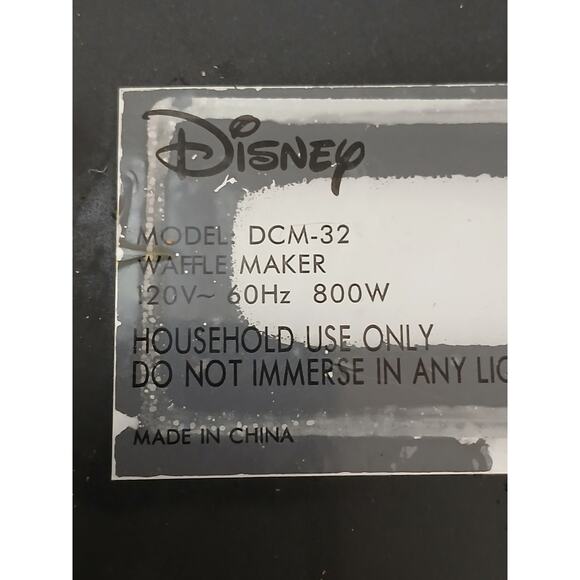 Disney
MODEL: DCM-32
WAFFLE MAKER
120V~ 60Hz 800W
HOUSEHOLD USE ONLY
DO NOT IMMERSE IN ANY
MADE IN CHINA